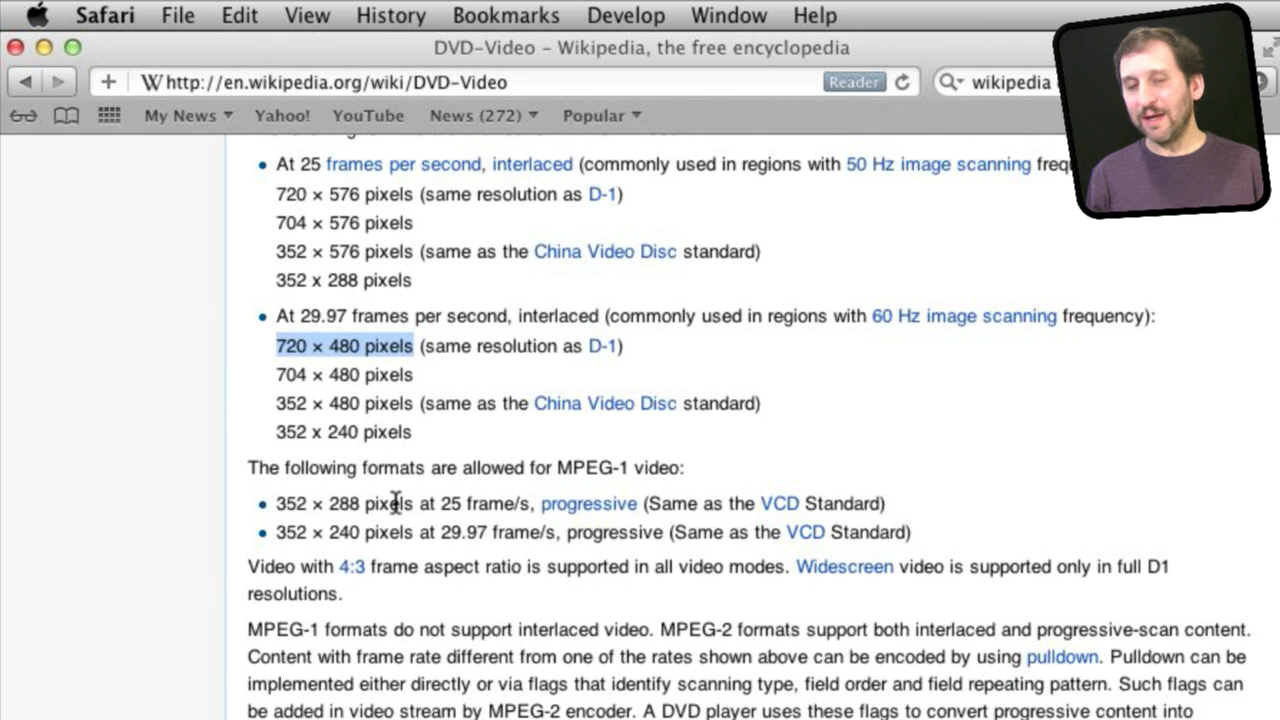 Safari File Edit View History Bookmarks Develop Window Help
DVD-Video – Wikipedia, the free encyclopedia
W http://en.wikipedia.org/wiki/DVD-Video Reader wikipedia
My News Yahoo! YouTube News (272) Popular
At 25 frames per second, interlaced (commonly used in regions with 50 Hz image scanning
720 × 576 pixels (same resolution as D-1)
704 × 576 pixels
352 × 576 pixels (same as the China Video Disc standard)
352 x 288 pixels
At 29.97 frames per second, interlaced (commonly used in regions with 60 Hz image scanning frequency):
720 × 480 pixels (same resolution as D-1)
704 × 480 pixels
352 × 480 pixels (same as the China Video Disc standard)
352 x 240 pixels
The following formats are allowed for MPEG-1 video:
352 × 288 pixels at 25 frame/s, progressive (Same as the VCD Standard)
352 × 240 pixels at 29.97 frame/s, progressive (Same as the VCD Standard)
Video with 4:3 frame aspect ratio is supported in all video modes. Widescreen video is supported only in full D1
resolutions.
MPEG-1 formats do not support interlaced video. MPEG-2 formats support both interlaced and progressive-scan content.
Content with frame rate different from one of the rates shown above can be encoded by using pulldown. Pulldown can be
implemented either directly or via flags that identify scanning type, field order and field repeating pattern. Such flags can
be added in video stream by MPEG-2 encoder. A DVD player uses these flags to convert progressive content into